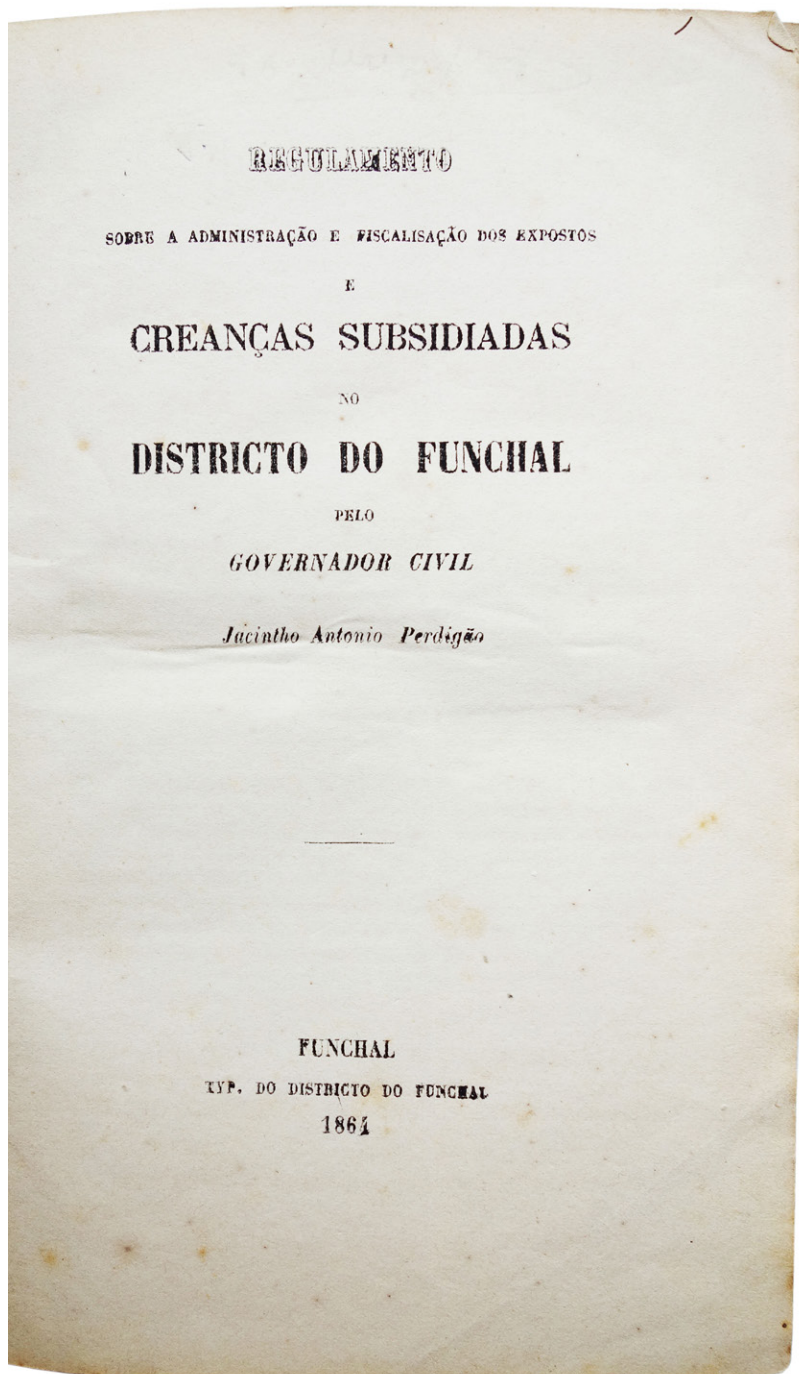 REGULAMENTO
SOBRE A ADMINISTRAÇÃO E FISCALISAÇÃO DOS EXPOSTOS
E
CREANÇAS SUBSIDIADAS
NO
DISTRICTO DO FUNCHAL
PELO
GOVERNADOR CIVIL
Jacintho Antonio Perdigão
FUNCHAL
TYP. DO DISTRICTO DO FUNCHAL
1864